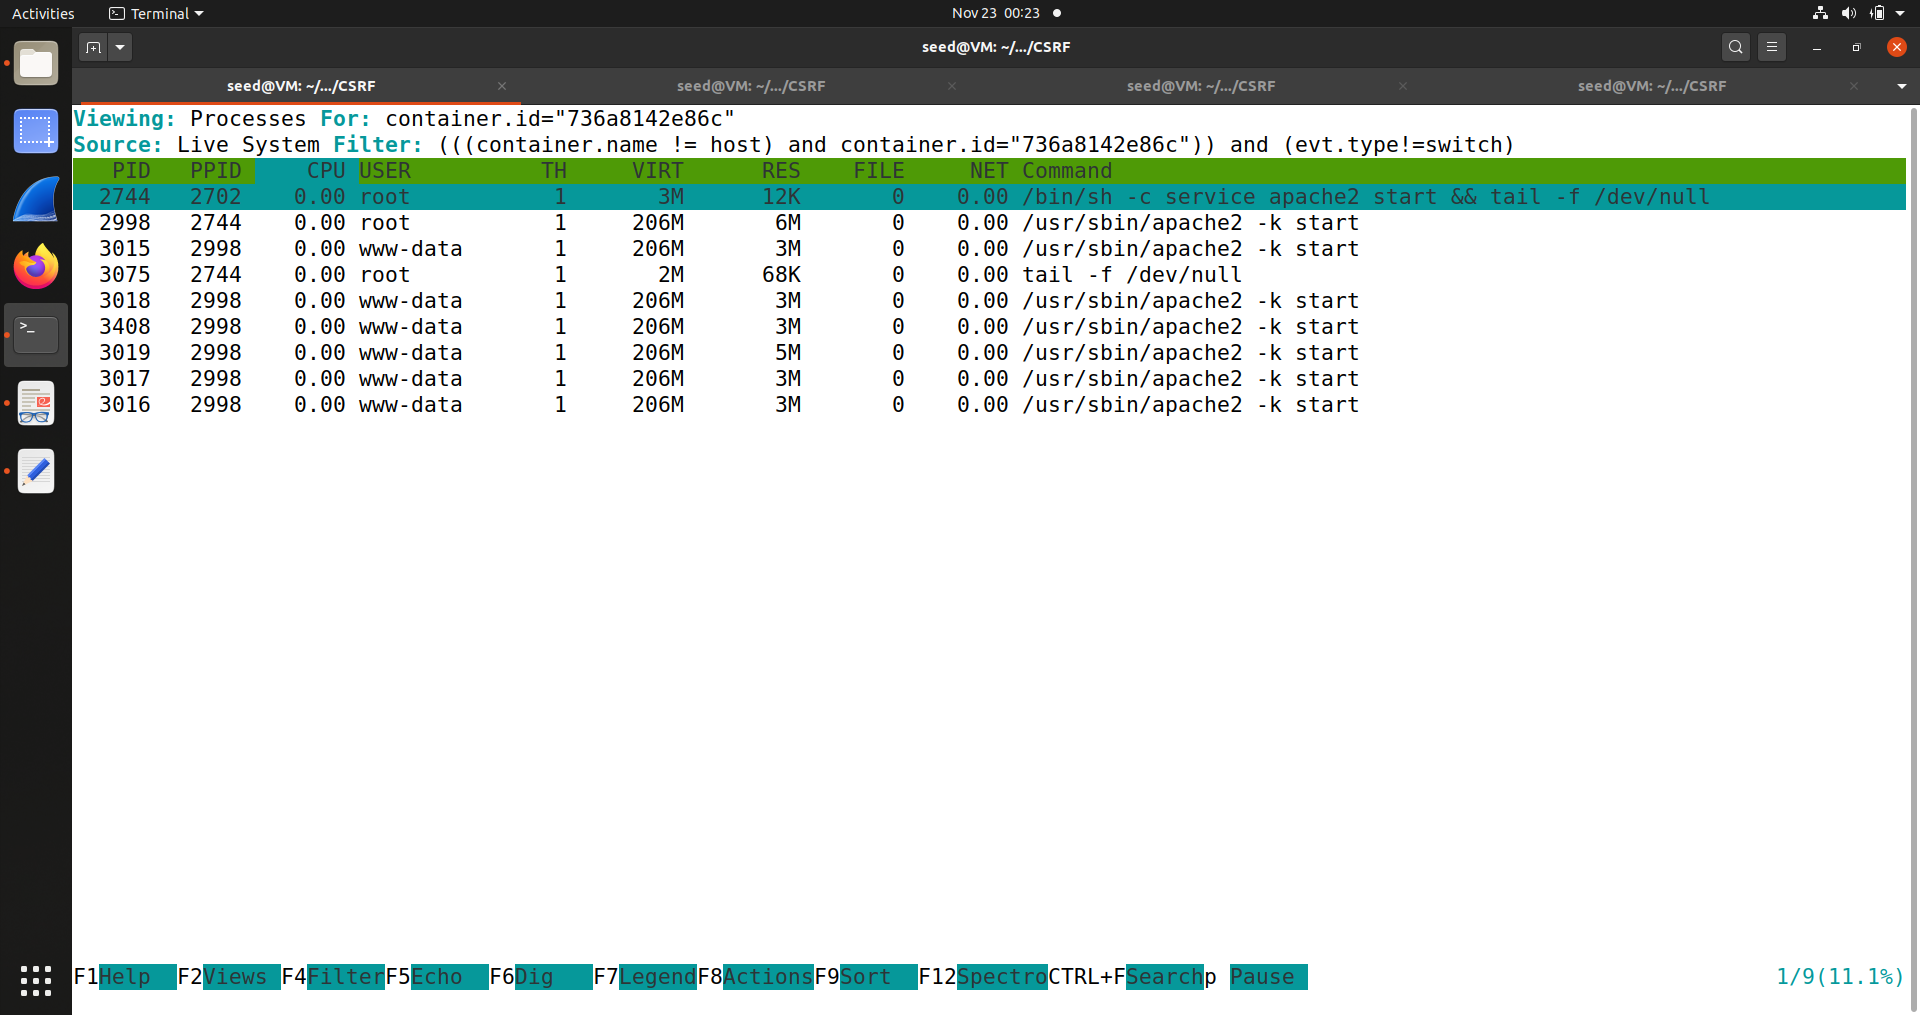 Activities Terminal Nov 23 00:23
seed@VM: ~/.../CSRF
seed@VM: ~/.../CSRF seed@VM: ~/.../CSRF seed@VM: ~/.../CSRF seed@VM: ~/.../CSRF
Viewing: Processes For: container.id="736a8142e86c"
Source: Live System Filter: (((container.name != host) and container.id="736a8142e86c")) and (evt.type!=switch)
PID PPID CPU USER TH VIRT RES FILE NET Command
2744 2702 0.00 root 1 3M 12K 0 0.00 /bin/sh -c service apache2 start && tail -f /dev/null
2998 2744 0.00 root 1 206M 6M 0 0.00 /usr/sbin/apache2 -k start
3015 2998 0.00 www-data 1 206M 3M 0 0.00 /usr/sbin/apache2 -k start
3075 2744 0.00 root 1 2M 68K 0 0.00 tail -f /dev/null
3018 2998 0.00 www-data 1 206M 3M 0 0.00 /usr/sbin/apache2 -k start
3408 2998 0.00 www-data 1 206M 3M 0 0.00 /usr/sbin/apache2 -k start
3019 2998 0.00 www-data 1 206M 5M 0 0.00 /usr/sbin/apache2 -k start
3017 2998 0.00 www-data 1 206M 3M 0 0.00 /usr/sbin/apache2 -k start
3016 2998 0.00 www-data 1 206M 3M 0 0.00 /usr/sbin/apache2 -k start
F1Help F2Views F4FilterF5Echo F6Dig F7LegendF8ActionsF9Sort F12SpectroCTRL+FSearchp Pause 1/9(11.1%)